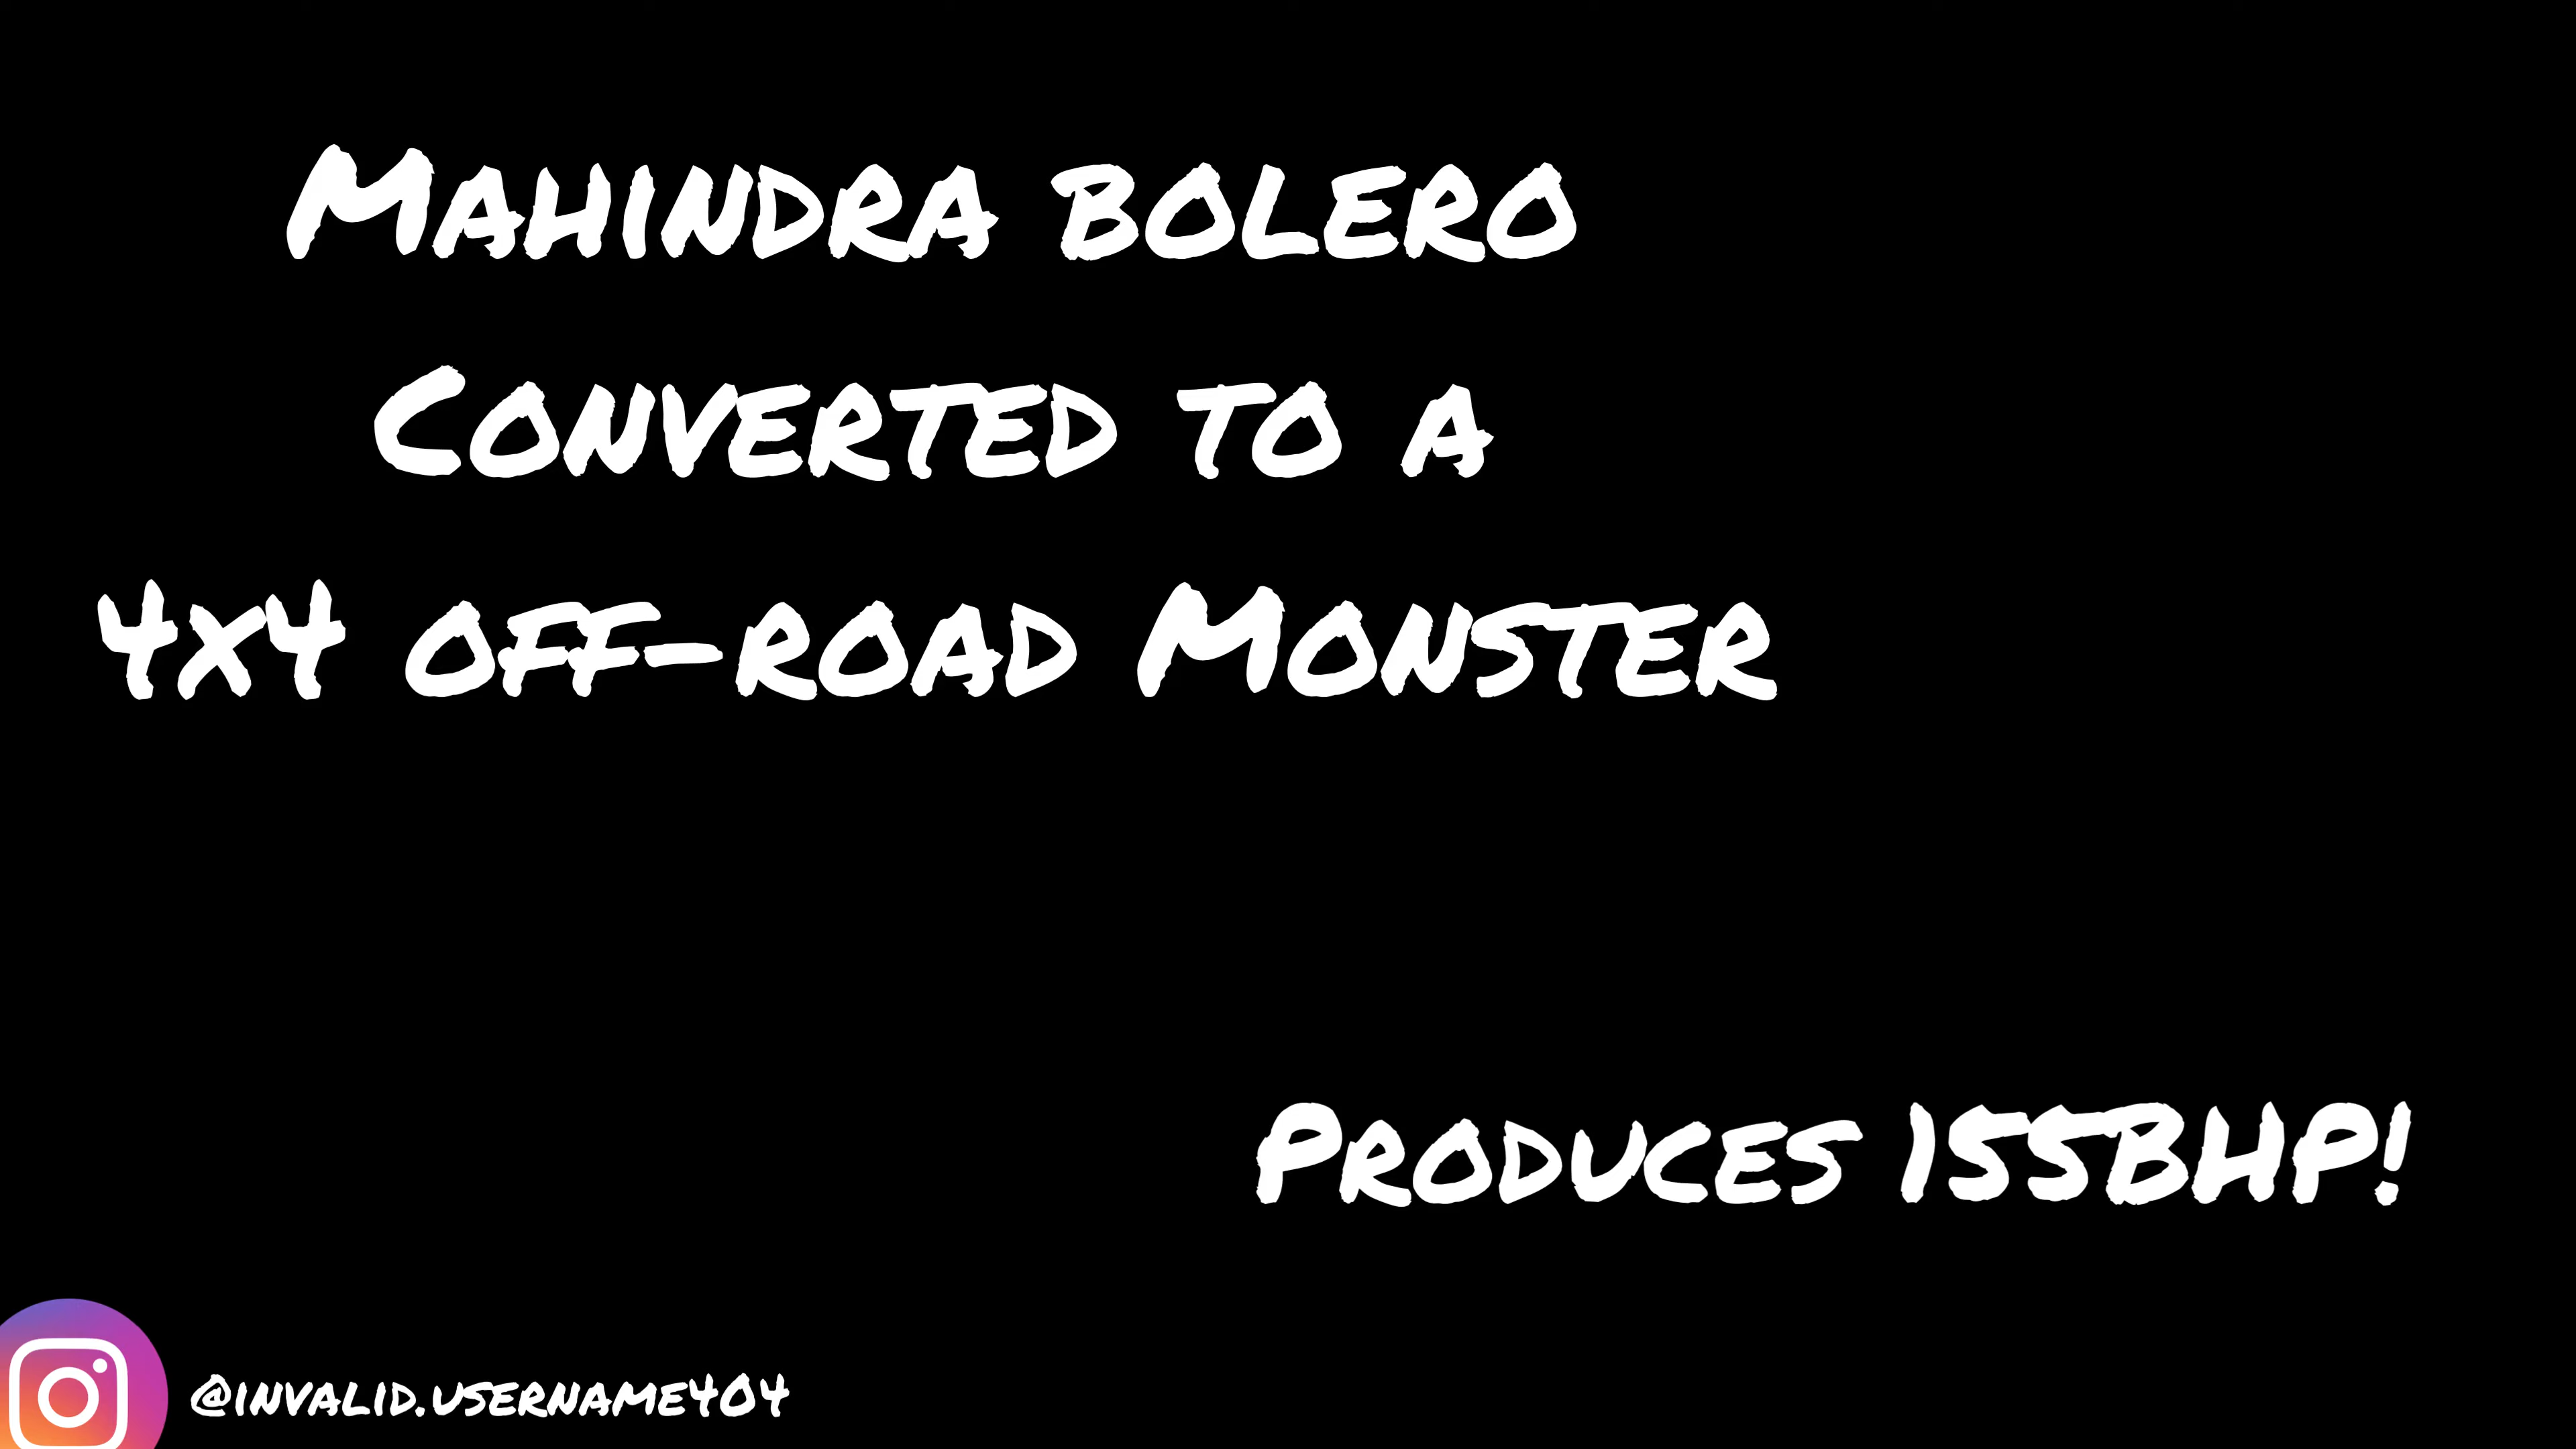 Mahindra bolero
Converted to a
4x4 off-road Monster
Produces 155BHP!
@invalid.username404